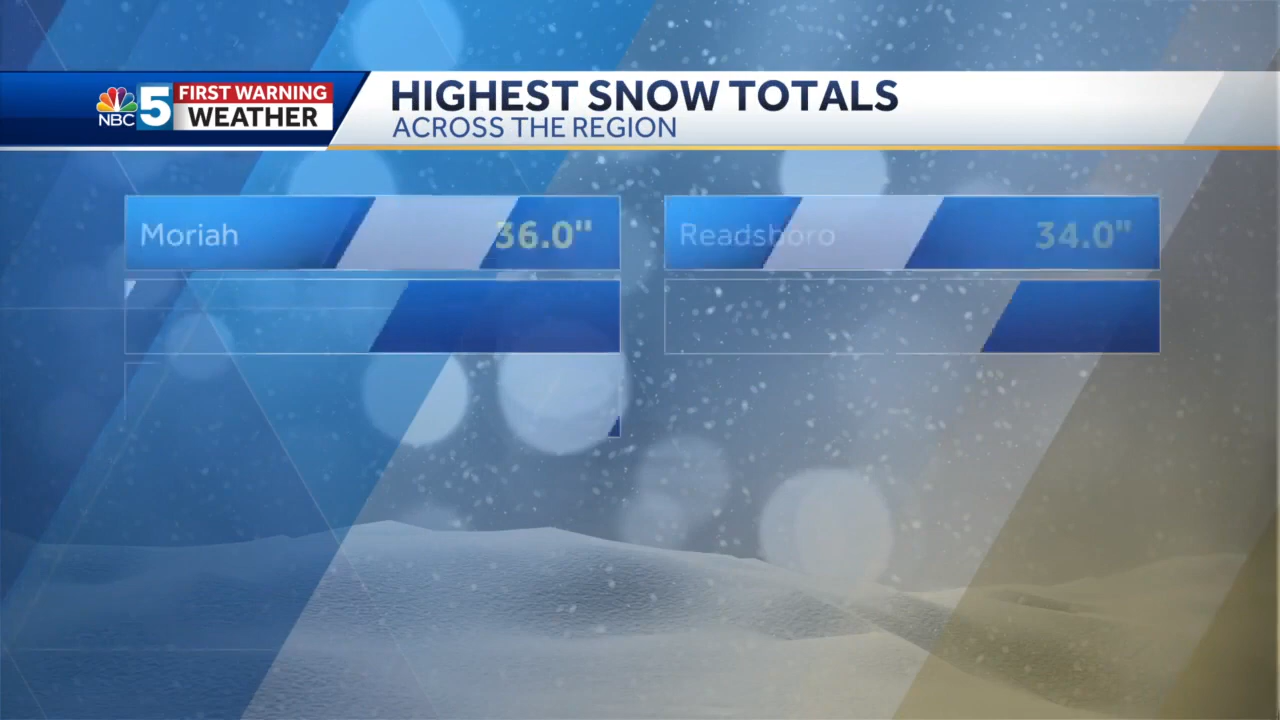 NBC 5 FIRST WARNING WEATHER
HIGHEST SNOW TOTALS
ACROSS THE REGION
Moriah 36.0"
Readsboro 34.0"